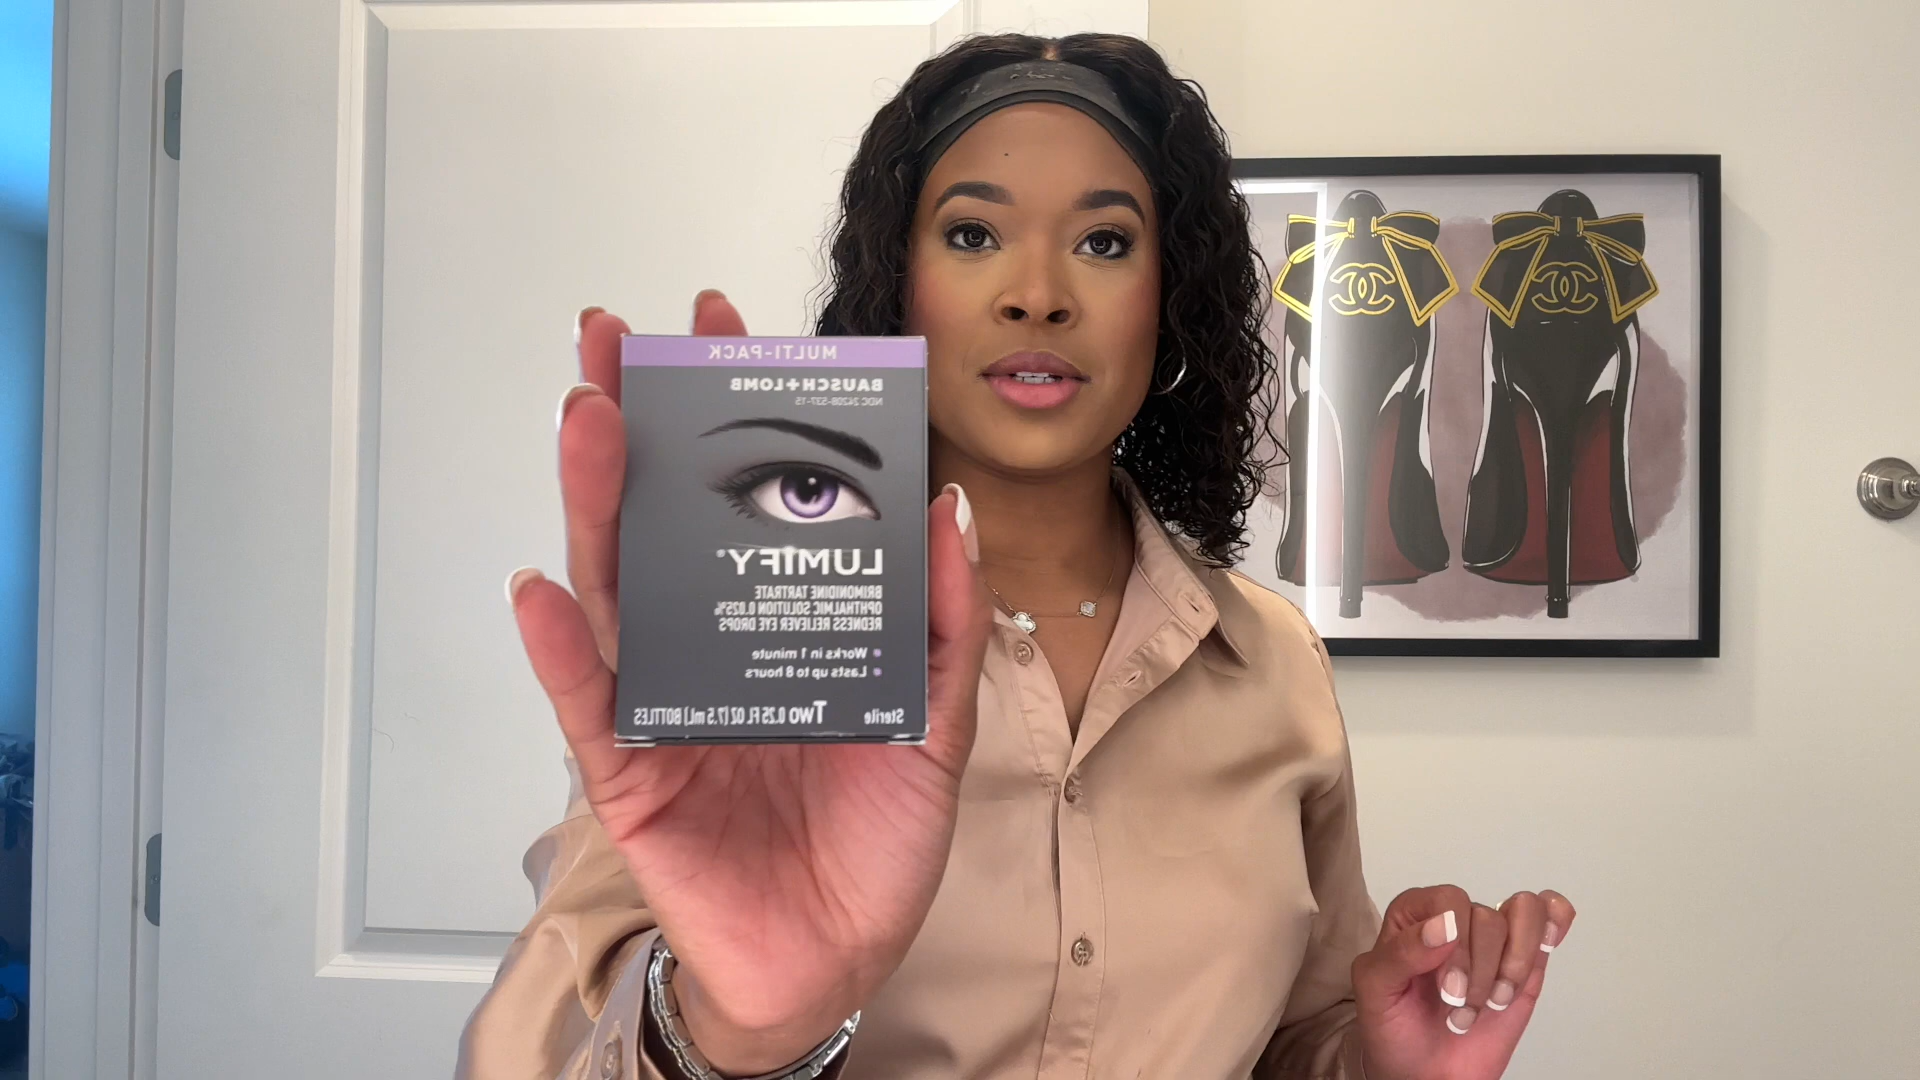 MULTI-PACK
BAUSCH+LOMB
NDC 24208-537-15
LUMIFY®
BRIMONIDINE TARTRATE
OPHTHALMIC SOLUTION 0.025%
REDNESS RELIEVER EYE DROPS
• Works in 1 minute
• Lasts up to 8 hours
Sterile TWO 0.25 FL OZ (7.5 mL) BOTTLES